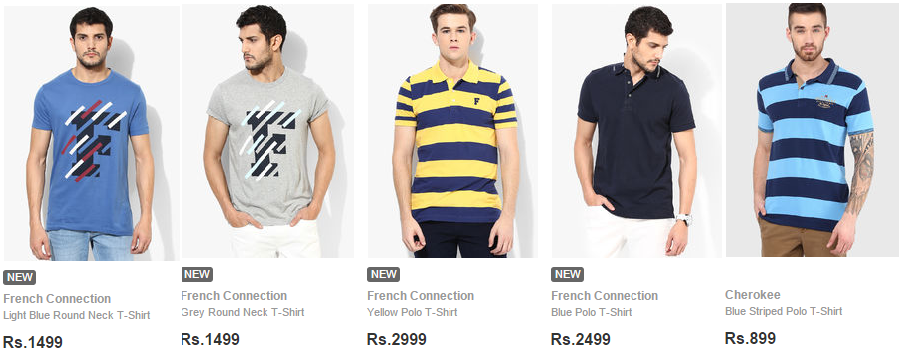 F
F
F
NEW
French Connection
Light Blue Round Neck T-Shirt
Rs.1499
NEW
French Connection
Grey Round Neck T-Shirt
Rs.1499
NEW
French Connection
Yellow Polo T-Shirt
Rs.2999
NEW
French Connection
Blue Polo T-Shirt
Rs.2499
Cherokee
Blue Striped Polo T-Shirt
Rs.899